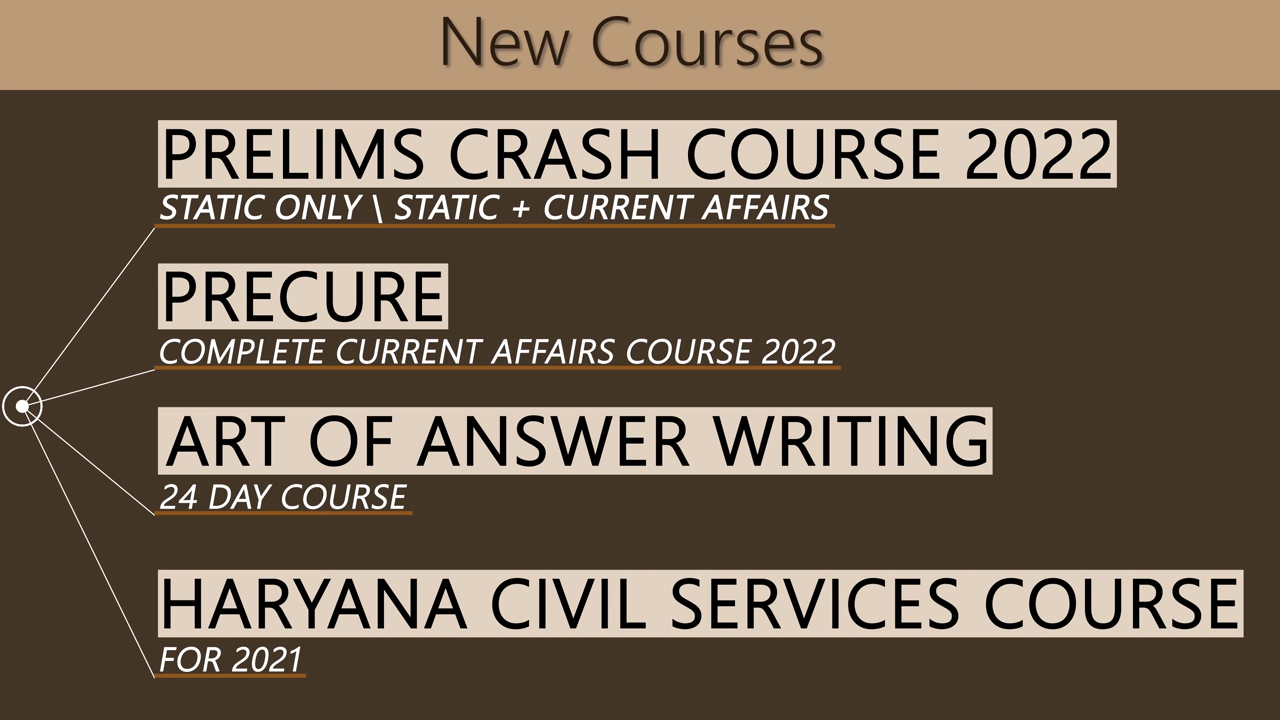 New Courses
PRELIMS CRASH COURSE 2022
STATIC ONLY \ STATIC + CURRENT AFFAIRS
PRECURE
COMPLETE CURRENT AFFAIRS COURSE 2022
ART OF ANSWER WRITING
24 DAY COURSE
HARYANA CIVIL SERVICES COURSE
FOR 2021